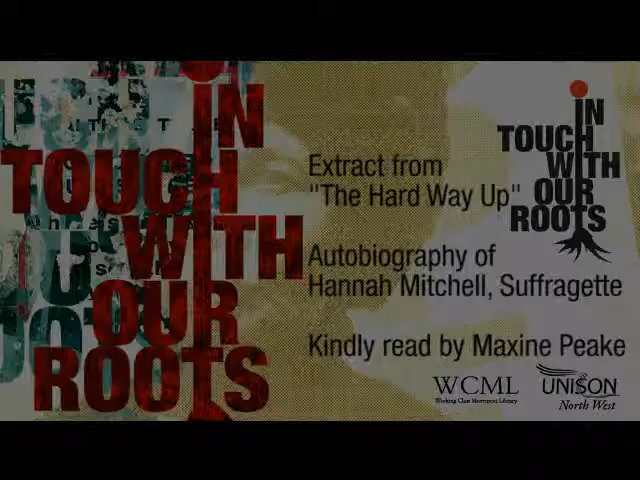 IN
TOUCH
WITH
OUR
ROOTS
Extract from
"The Hard Way Up"
Autobiography of
Hannah Mitchell, Suffragette
Kindly read by Maxine Peake
IN
TOUCH
WITH
OUR
ROOTS
WCML
Working Class Movement Library
UNISON
North West